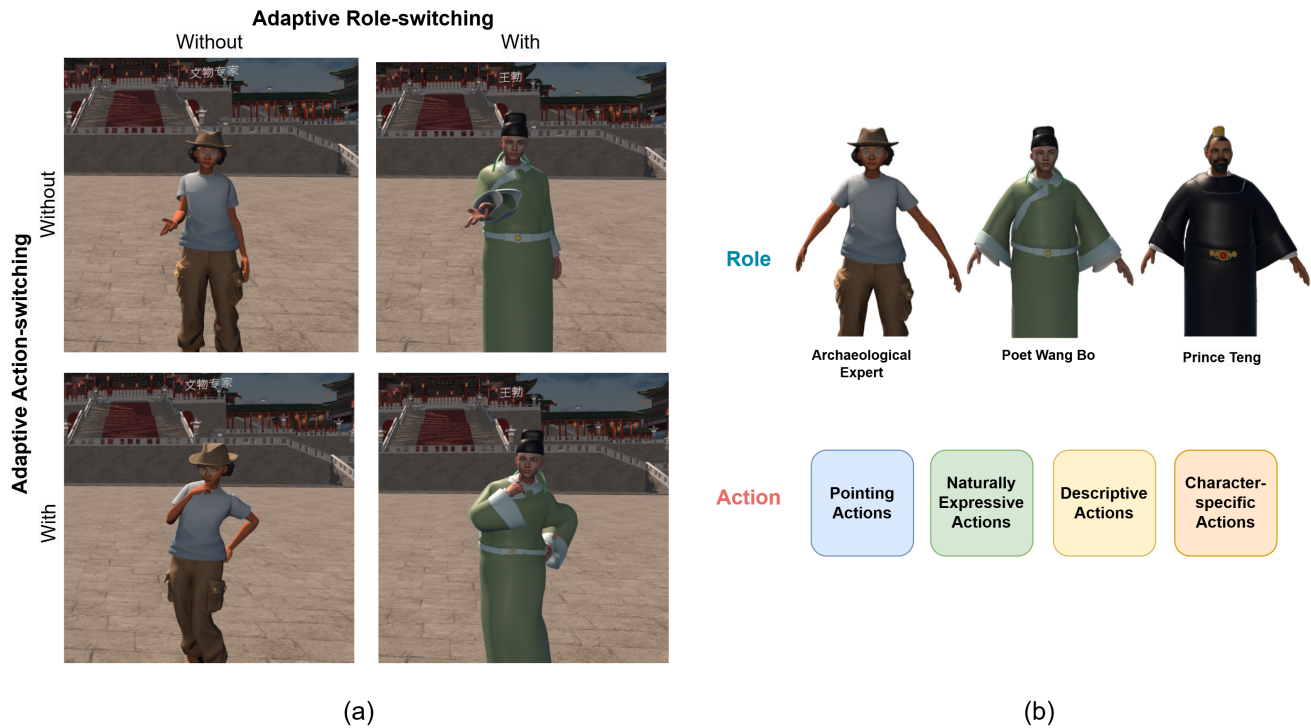 Adaptive Role-switching
Without
With
Adaptive Action-switching
Without
With
文物专家
王勃
文物专家
王勃
(a)
Role
Archaeological
Expert
Poet Wang Bo
Prince Teng
Action
Pointing
Actions
Naturally
Expressive
Actions
Descriptive
Actions
Character-
specific
Actions
(b)